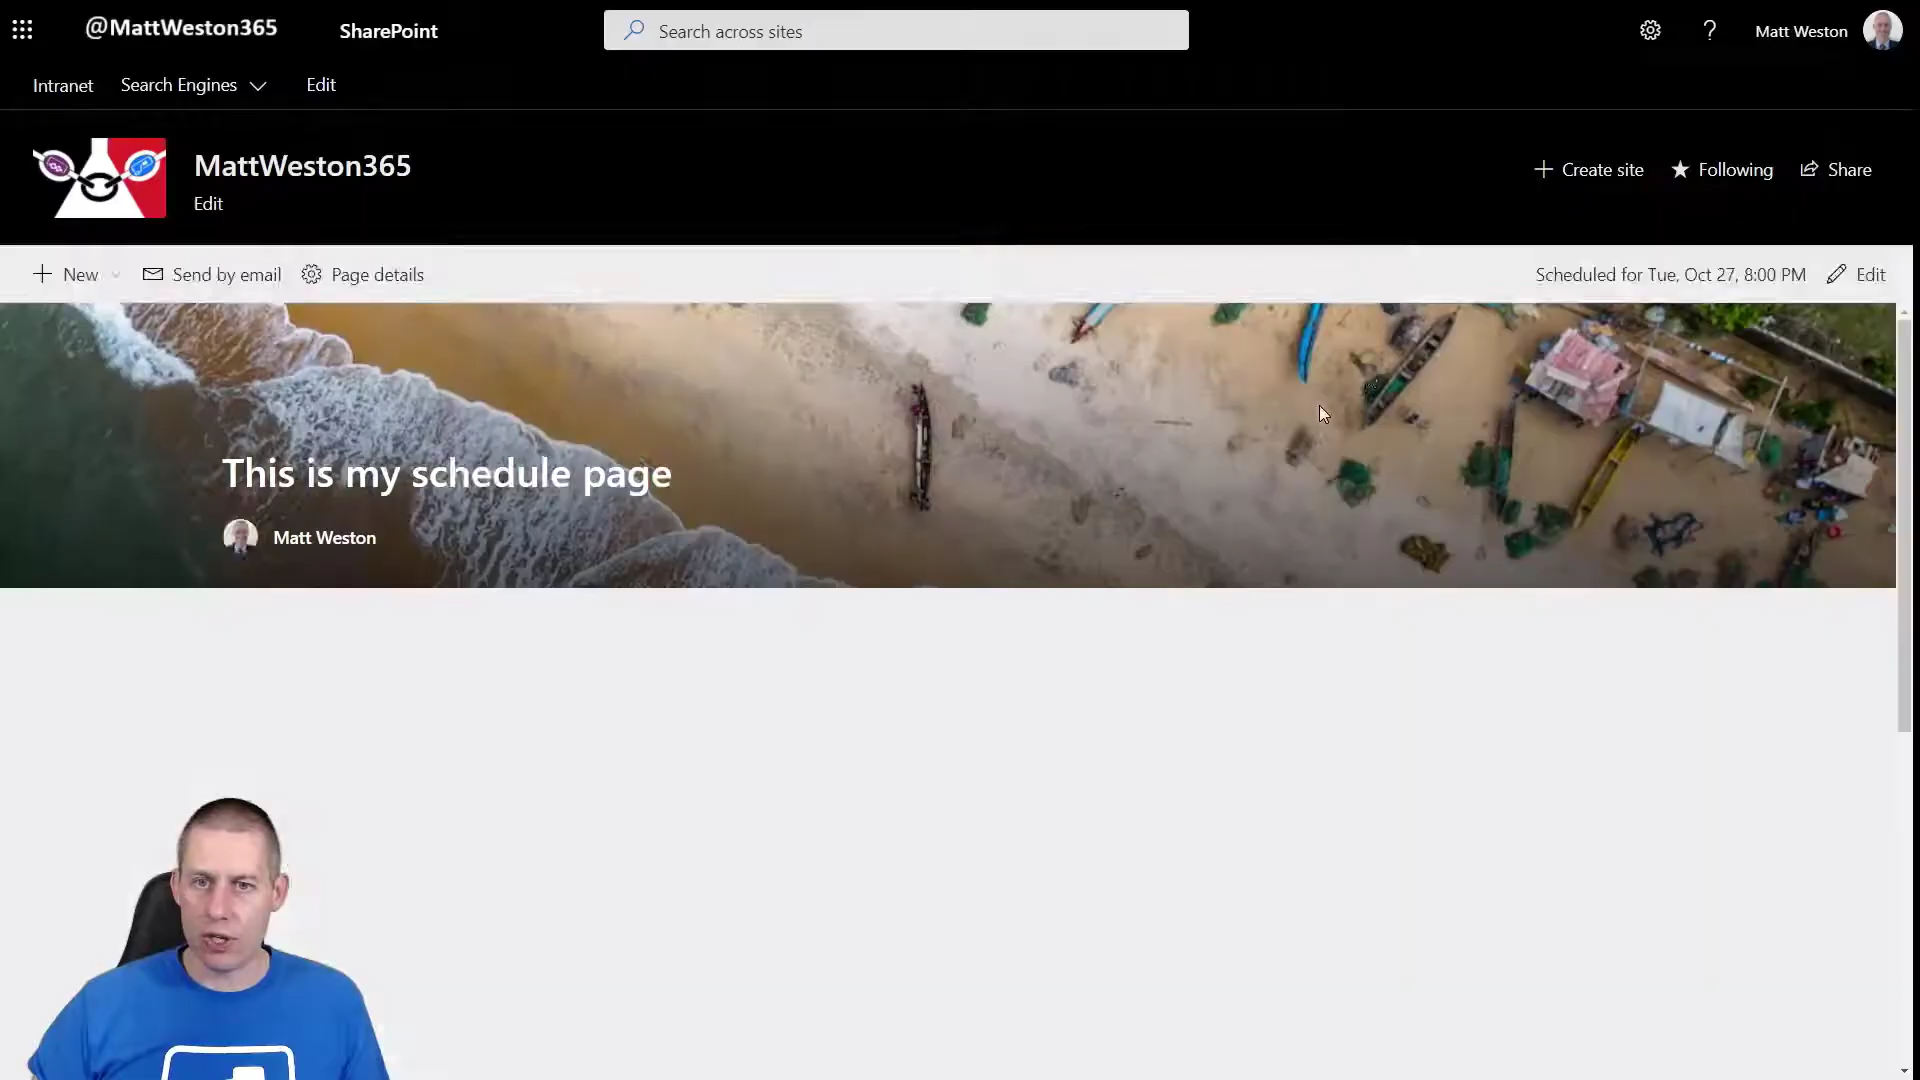 @MattWeston365
SharePoint
Search across sites
Matt Weston
Intranet
Search Engines
Edit
MattWeston365
Edit
Create site
Following
Share
New
Send by email
Page details
Scheduled for Tue, Oct 27, 8:00 PM
Edit
This is my schedule page
Matt Weston